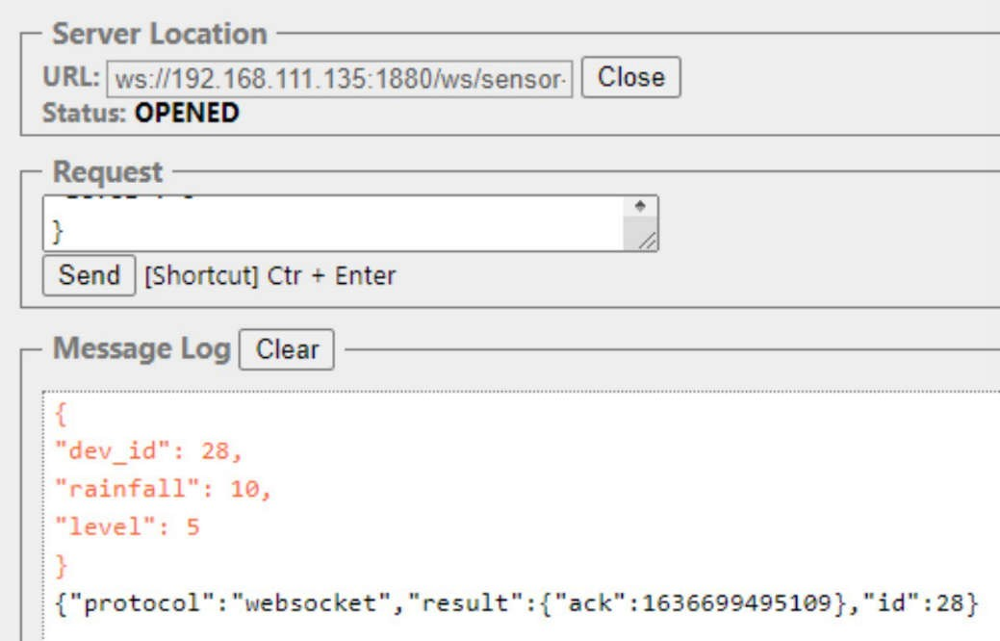 Server Location
URL: ws://192.168.111.135:1880/ws/sensor- Close
Status: OPENED
Request
}
Send [Shortcut] Ctr + Enter
Message Log Clear
{
"dev_id": 28,
"rainfall": 10,
"level": 5
}
{"protocol":"websocket","result":{"ack":1636699495109},"id":28}